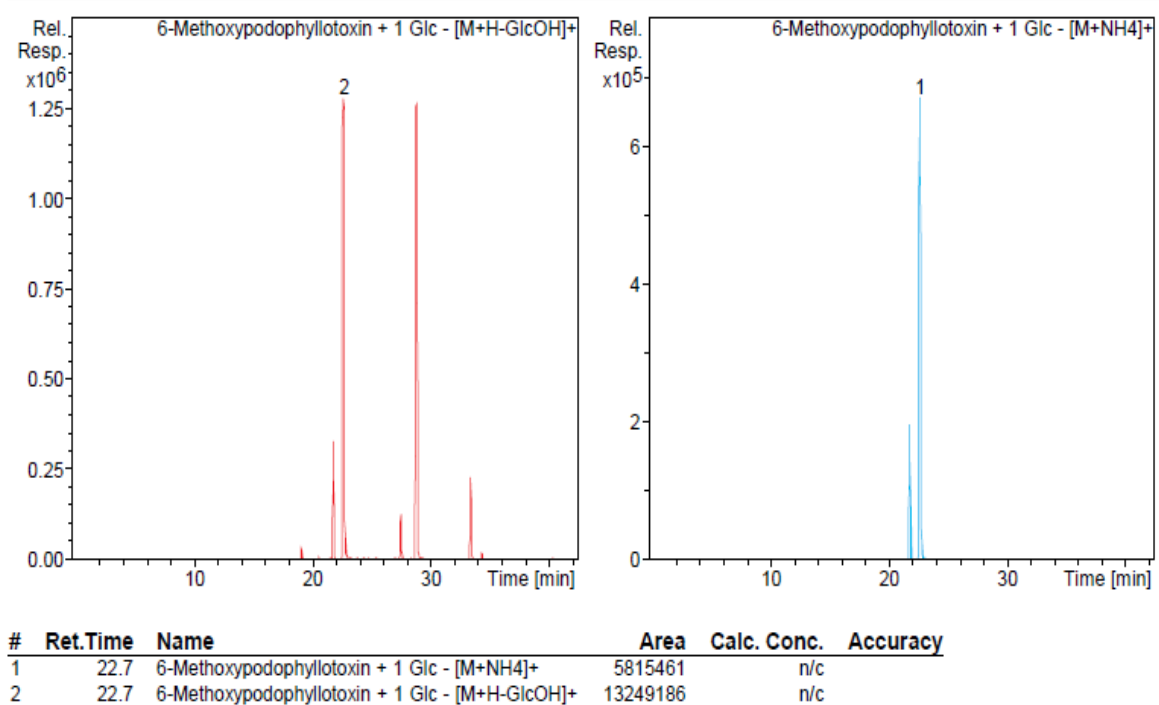 Rel. Resp. x10^6 6-Methoxypodophyllotoxin + 1 Glc - [M+H-GlcOH]+
2
1.25
1.00
0.75
0.50
0.25
0.00
10 20 30 Time [min]
Rel. Resp. x10^5 6-Methoxypodophyllotoxin + 1 Glc - [M+NH4]+
1
6
4
2
0
10 20 30 Time [min]
# Ret.Time Name Area Calc. Conc. Accuracy
1 22.7 6-Methoxypodophyllotoxin + 1 Glc - [M+NH4]+ 5815461 n/c
2 22.7 6-Methoxypodophyllotoxin + 1 Glc - [M+H-GlcOH]+ 13249186 n/c